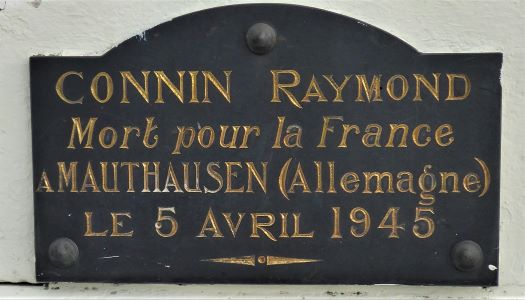 CONNIN RAYMOND
Mort pour la France
A MAUTHAUSEN (Allemagne)
LE 5 AVRIL 1945